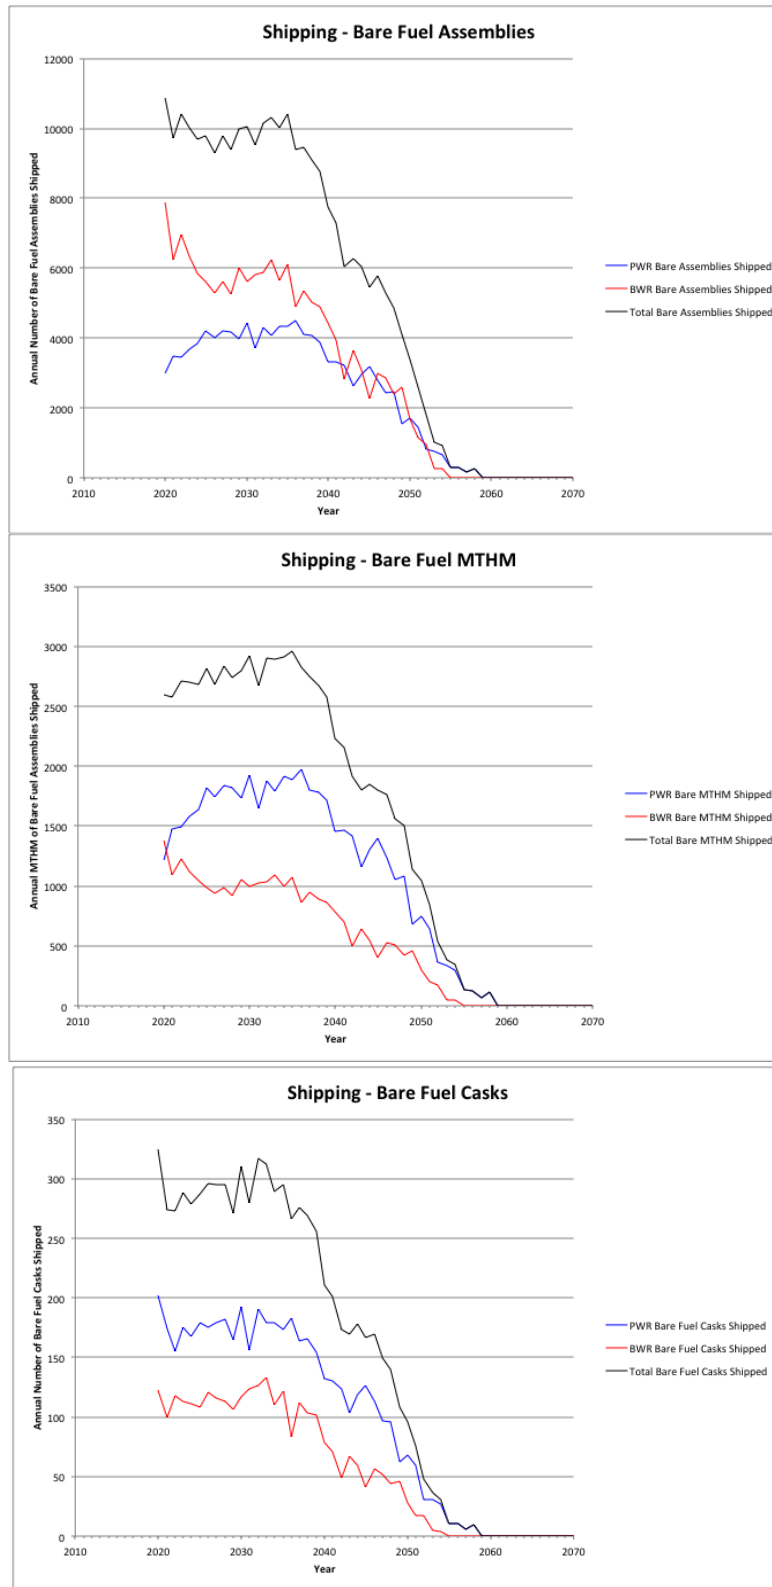 Shipping - Bare Fuel Assemblies
Annual Number of Bare Fuel Assemblies Shipped
12000
10000
8000
6000
4000
2000
0
2010 2020 2030 2040 2050 2060 2070
Year
PWR Bare Assemblies Shipped
BWR Bare Assemblies Shipped
Total Bare Assemblies Shipped
Shipping - Bare Fuel MTHM
Annual MTHM of Bare Fuel Assemblies Shipped
3500
3000
2500
2000
1500
1000
500
0
2010 2020 2030 2040 2050 2060 2070
Year
PWR Bare MTHM Shipped
BWR Bare MTHM Shipped
Total Bare MTHM Shipped
Shipping - Bare Fuel Casks
Annual Number of Bare Fuel Casks Shipped
350
300
250
200
150
100
50
0
2010 2020 2030 2040 2050 2060 2070
Year
PWR Bare Fuel Casks Shipped
BWR Bare Fuel Casks Shipped
Total Bare Fuel Casks Shipped